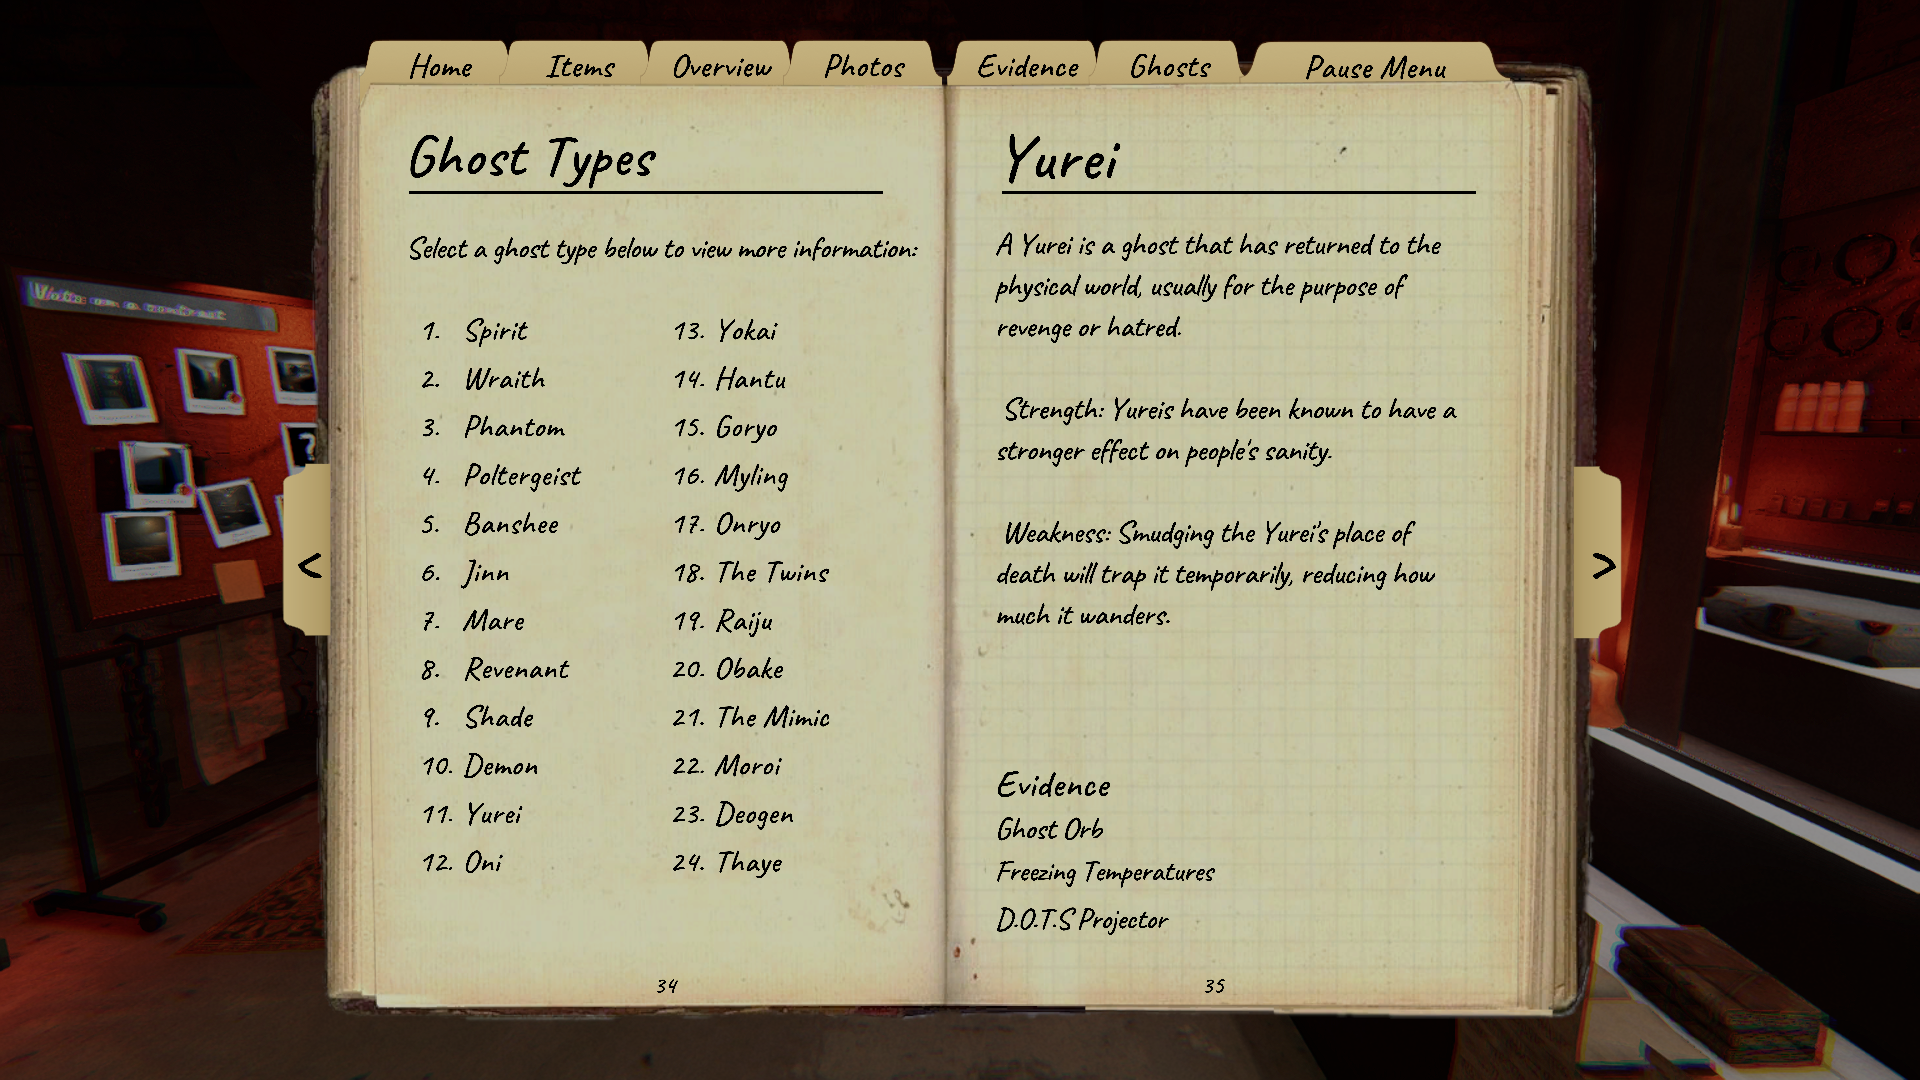 Home
Items
Overview
Photos
Evidence
Ghosts
Pause Menu
Ghost Types
Select a ghost type below to view more information:
1. Spirit
2. Wraith
3. Phantom
4. Poltergeist
5. Banshee
6. Jinn
7. Mare
8. Revenant
9. Shade
10. Demon
11. Yurei
12. Oni
13. Yokai
14. Hantu
15. Goryo
16. Myling
17. Onryo
18. The Twins
19. Raiju
20. Obake
21. The Mimic
22. Moroi
23. Deogen
24. Thaye
34
Yurei
A Yurei is a ghost that has returned to the
physical world, usually for the purpose of
revenge or hatred.
Strength: Yureis have been known to have a
stronger effect on people's sanity.
Weakness: Smudging the Yurei's place of
death will trap it temporarily, reducing how
much it wanders.
Evidence
Ghost Orb
Freezing Temperatures
D.O.T.S Projector
35
<
>
?